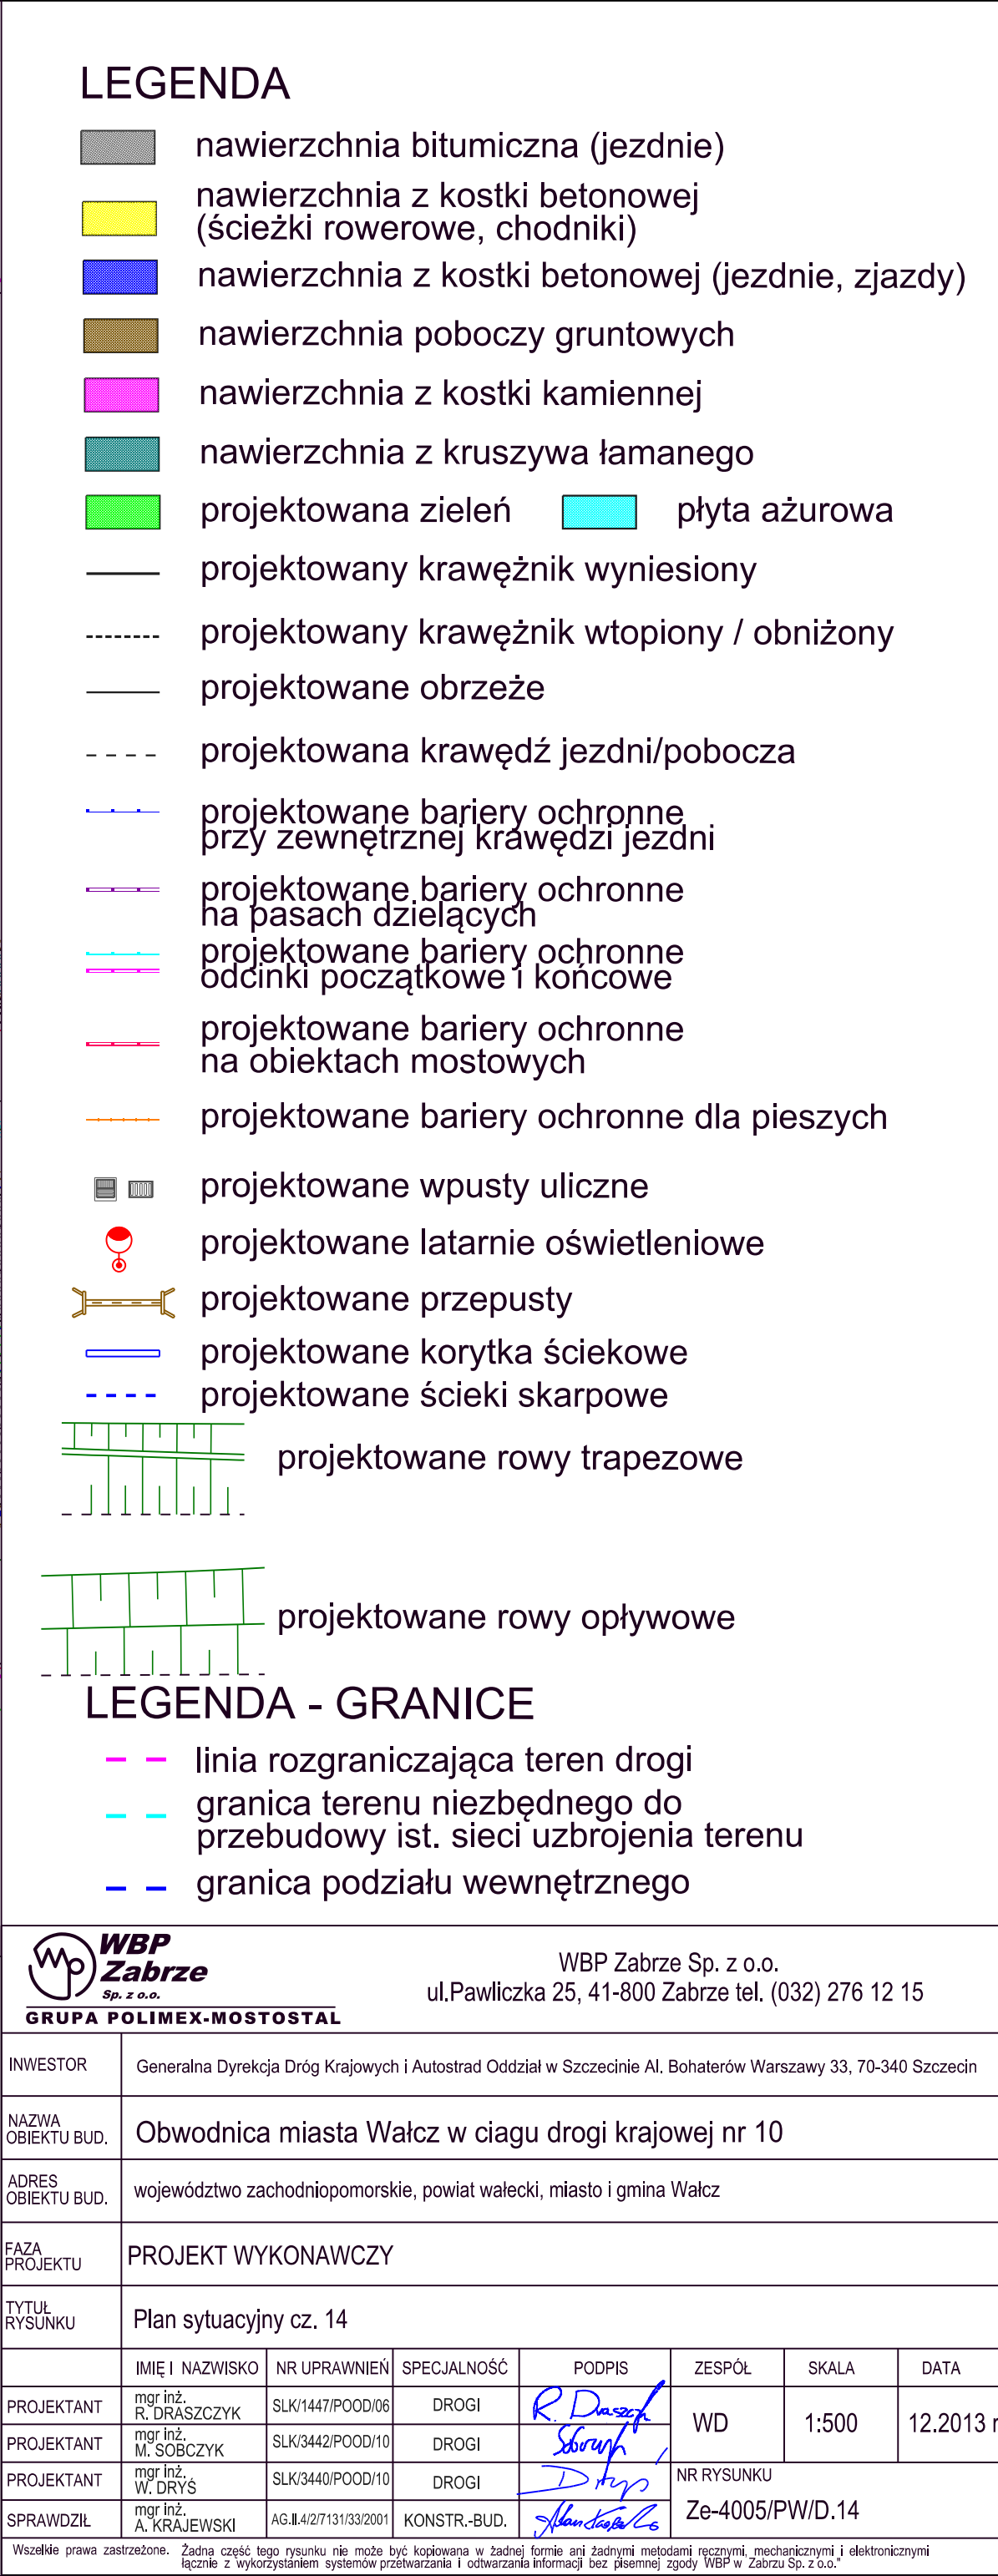 LEGENDA
nawierzchnia bitumiczna (jezdnie)
nawierzchnia z kostki betonowej
(ścieżki rowerowe, chodniki)
nawierzchnia z kostki betonowej (jezdnie, zjazdy)
nawierzchnia poboczy gruntowych
nawierzchnia z kostki kamiennej
nawierzchnia z kruszywa łamanego
projektowana zieleń płyta ażurowa
projektowany krawężnik wyniesiony
projektowany krawężnik wtopiony / obniżony
projektowane obrzeże
projektowana krawędź jezdni/pobocza
projektowane bariery ochronne
przy zewnętrznej krawędzi jezdni
projektowane bariery ochronne
na pasach dzielących
projektowane bariery ochronne
odcinki początkowe i końcowe
projektowane bariery ochronne
na obiektach mostowych
projektowane bariery ochronne dla pieszych
projektowane wpusty uliczne
projektowane latarnie oświetleniowe
projektowane przepusty
projektowane korytka ściekowe
projektowane ścieki skarpowe
projektowane rowy trapezowe
projektowane rowy opływowe
LEGENDA - GRANICE
linia rozgraniczająca teren drogi
granica terenu niezbędnego do
przebudowy ist. sieci uzbrojenia terenu
granica podziału wewnętrznego
WBP
Zabrze
Sp. z o.o.
GRUPA POLIMEX-MOSTOSTAL
WBP Zabrze Sp. z o.o.
ul.Pawliczka 25, 41-800 Zabrze tel. (032) 276 12 15
INWESTOR Generalna Dyrekcja Dróg Krajowych i Autostrad Oddział w Szczecinie Al. Bohaterów Warszawy 33, 70-340 Szczecin
NAZWA
OBIEKTU BUD.
Obwodnica miasta Wałcz w ciagu drogi krajowej nr 10
ADRES
OBIEKTU BUD.
województwo zachodniopomorskie, powiat wałecki, miasto i gmina Wałcz
FAZA
PROJEKTU
PROJEKT WYKONAWCZY
TYTUŁ
RYSUNKU
Plan sytuacyjny cz. 14
IMIĘ I NAZWISKO NR UPRAWNIEŃ SPECJALNOŚĆ PODPIS ZESPÓŁ SKALA DATA
PROJEKTANT mgr inż.
R. DRASZCZYK SLK/1447/POOD/06 DROGI R. Draszczyk
PROJEKTANT mgr inż.
M. SOBCZYK SLK/3442/POOD/10 DROGI
WD 1:500 12.2013 r
PROJEKTANT mgr inż.
W. DRYŚ SLK/3440/POOD/10 DROGI
NR RYSUNKU
Ze-4005/PW/D.14
SPRAWDZIŁ mgr inż.
A. KRAJEWSKI AG.II.4/2/7131/33/2001 KONSTR.-BUD.
Wszelkie prawa zastrzeżone. Żadna część tego rysunku nie może być kopiowana w żadnej formie ani żadnymi metodami ręcznymi, mechanicznymi i elektronicznymi
łącznie z wykorzystaniem systemów przetwarzania i odtwarzania informacji bez pisemnej zgody WBP w Zabrzu Sp. z o.o."